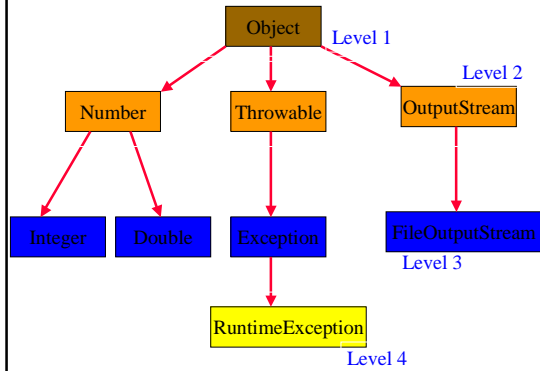 Object
Level 1
Level 2
Number
Throwable
OutputStream
Integer
Double
Exception
FileOutputStream
Level 3
RuntimeException
Level 4